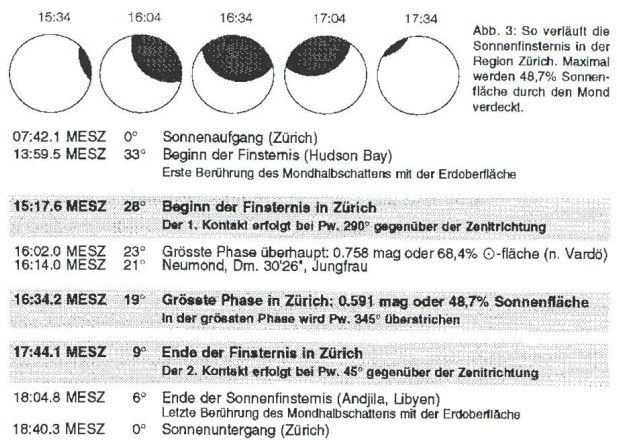 15:34 16:04 16:34 17:04 17:34
Abb. 3: So verläuft die
Sonnenfinsternis in der
Region Zürich. Maximal
werden 48,7% Sonnen-
fläche durch den Mond
verdeckt.
07:42.1 MESZ 0° Sonnenaufgang (Zürich)
13:59.5 MESZ 33° Beginn der Finsternis (Hudson Bay)
Erste Berührung des Mondhalbschattens mit der Erdoberfläche
15:17.6 MESZ 28° Beginn der Finsternis in Zürich
Der 1. Kontakt erfolgt bei Pw. 290° gegenüber der Zenitrichtung
16:02.0 MESZ 23° Grösste Phase überhaupt: 0.758 mag oder 68,4% ⊙-fläche (n. Vardö)
16:14.0 MESZ 21° Neumond, Dm. 30'26", Jungfrau
16:34.2 MESZ 19° Grösste Phase in Zürich: 0.591 mag oder 48,7% Sonnenfläche
In der grössten Phase wird Pw. 345° überstrichen
17:44.1 MESZ 9° Ende der Finsternis in Zürich
Der 2. Kontakt erfolgt bei Pw. 45° gegenüber der Zenitrichtung
18:04.8 MESZ 6° Ende der Sonnenfinsternis (Andjila, Libyen)
Letzte Berührung des Mondhalbschattens mit der Erdoberfläche
18:40.3 MESZ 0° Sonnenuntergang (Zürich)